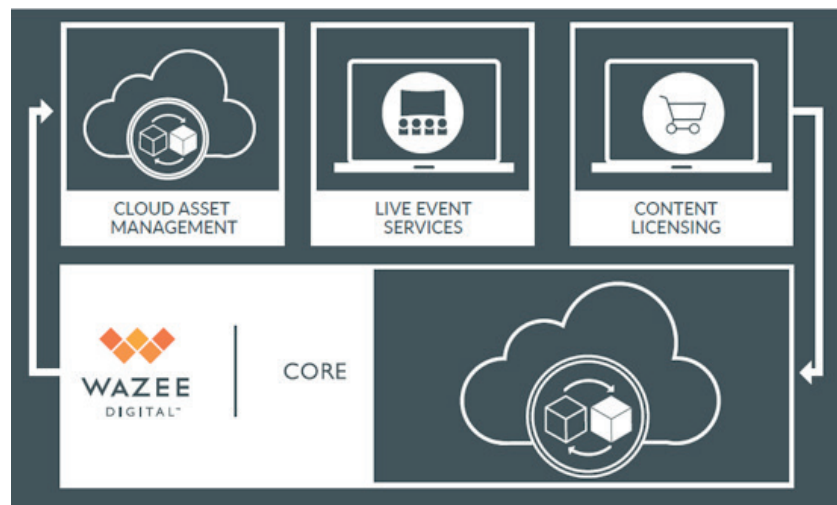 CLOUD ASSET
MANAGEMENT
LIVE EVENT
SERVICES
CONTENT
LICENSING
WAZEE
DIGITAL™
CORE